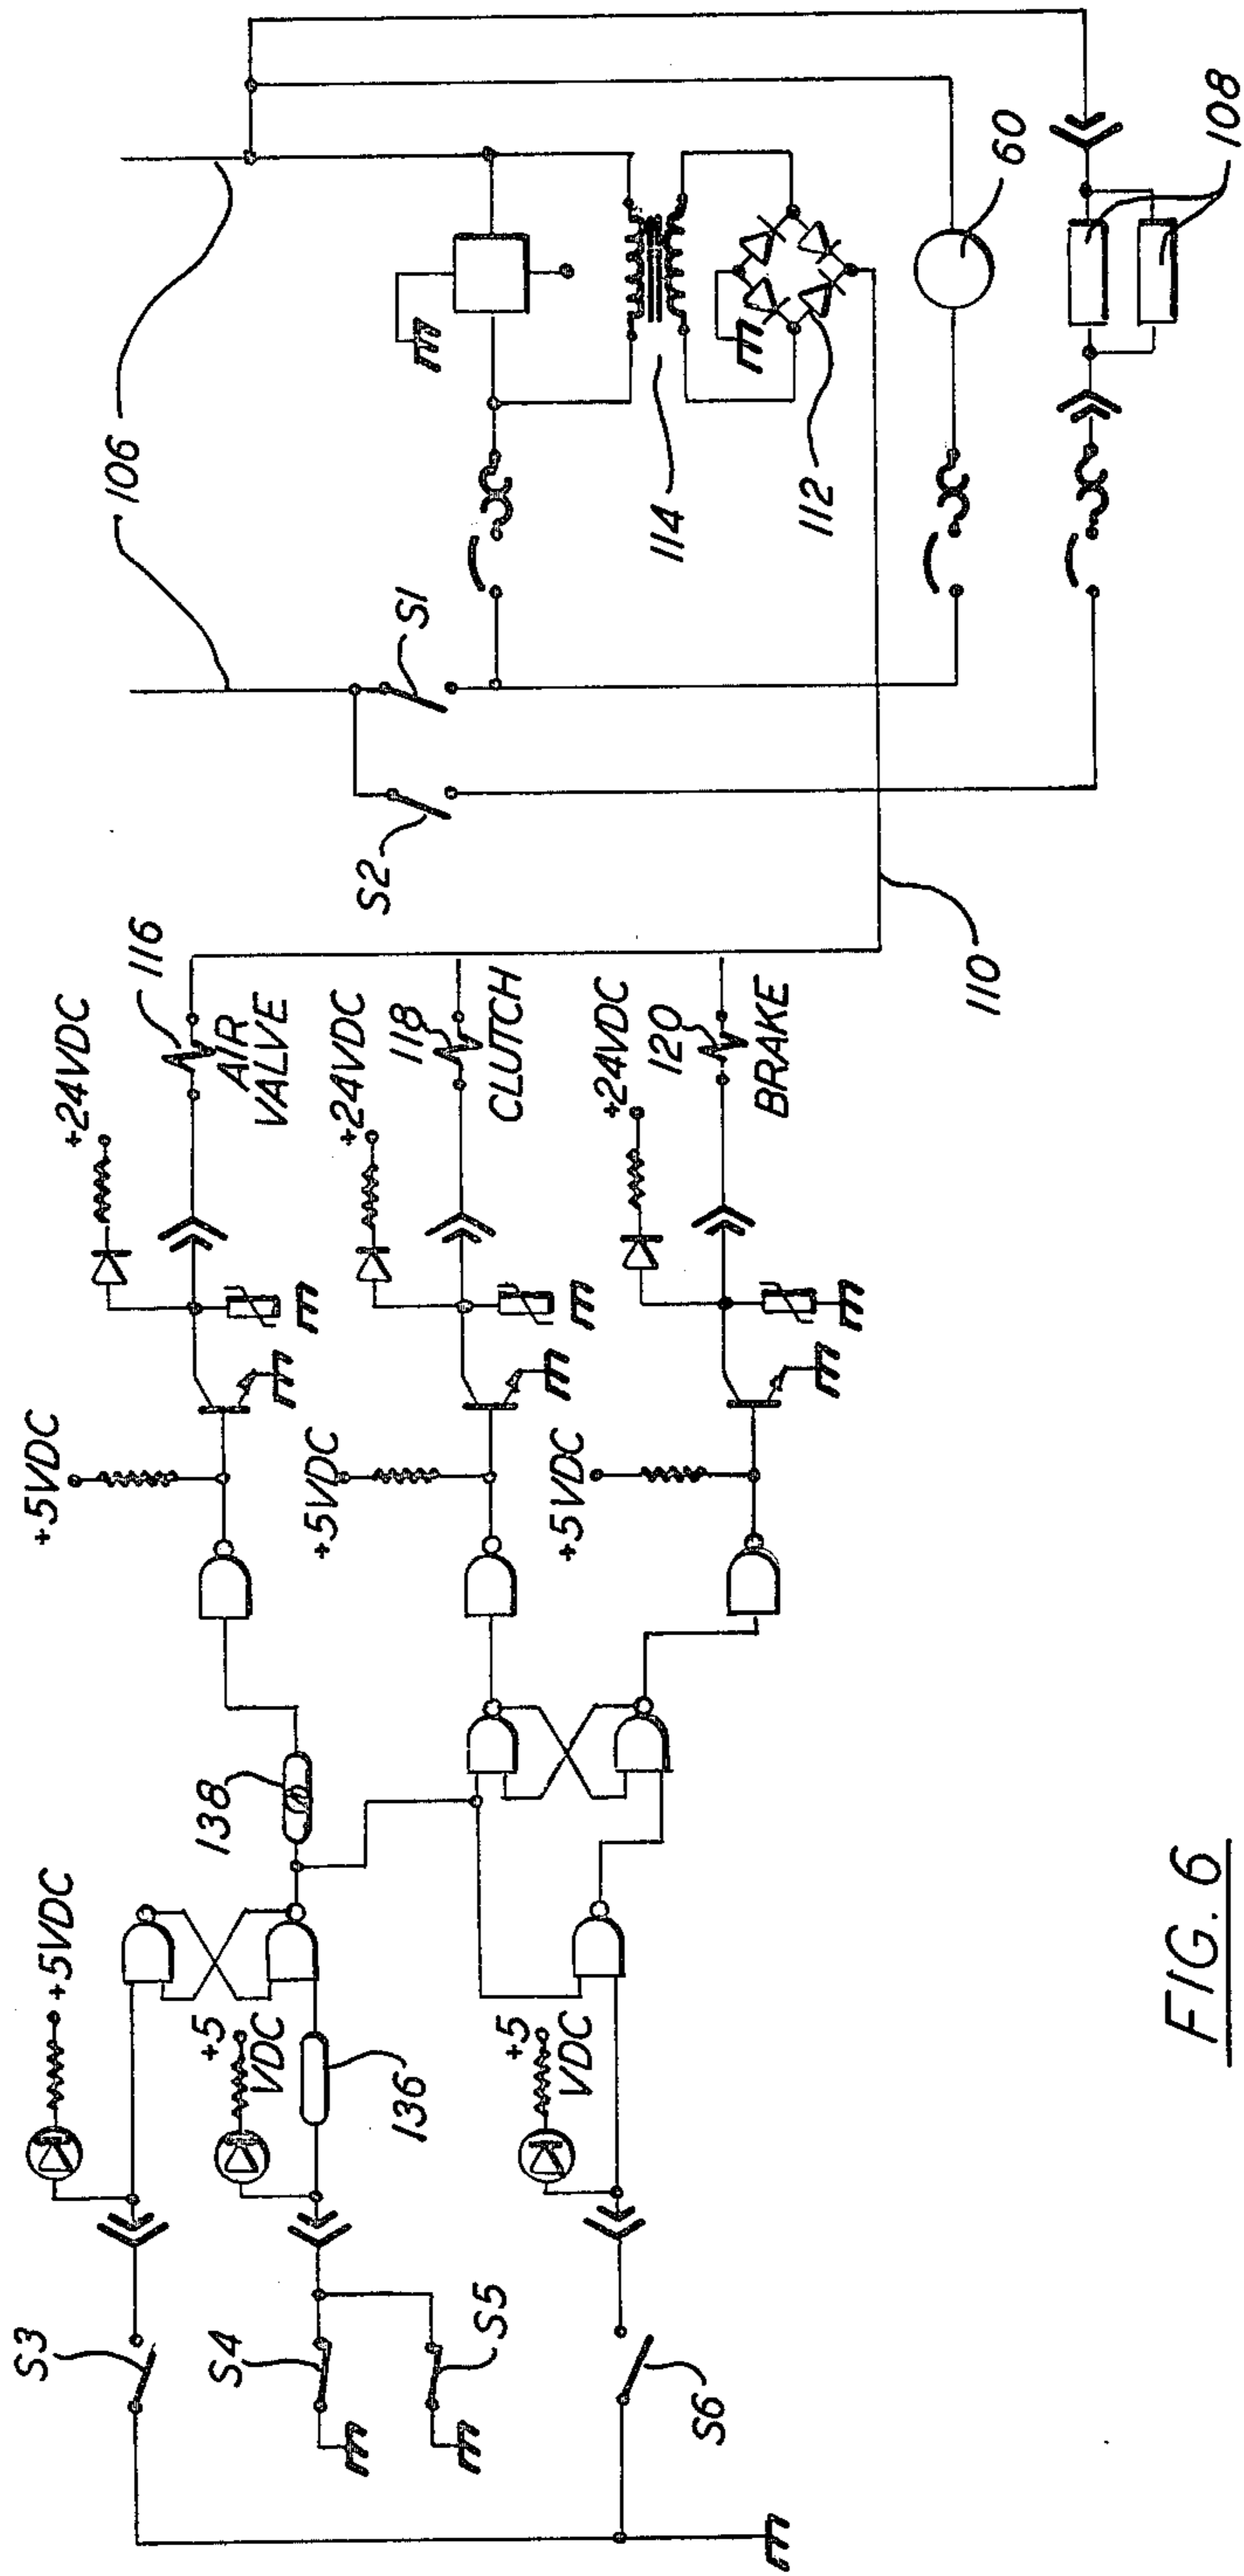 106
S1
S2
114
112
60
108
110
+24VDC
116
AIR
VALVE
+5VDC
+24VDC
118
CLUTCH
+5VDC
+24VDC
120
BRAKE
+5VDC
138
+5VDC
+5
VDC
136
+5
VDC
S3
S4
S5
S6
FIG. 6